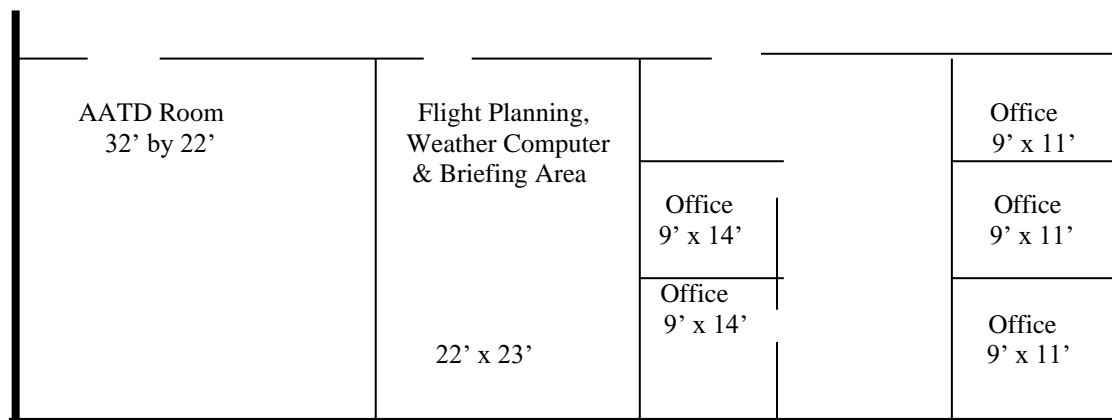 AATD Room
32’ by 22’
Flight Planning,
Weather Computer
& Briefing Area
22’ x 23’
Office
9’ x 14’
Office
9’ x 14’
Office
9’ x 11’
Office
9’ x 11’
Office
9’ x 11’